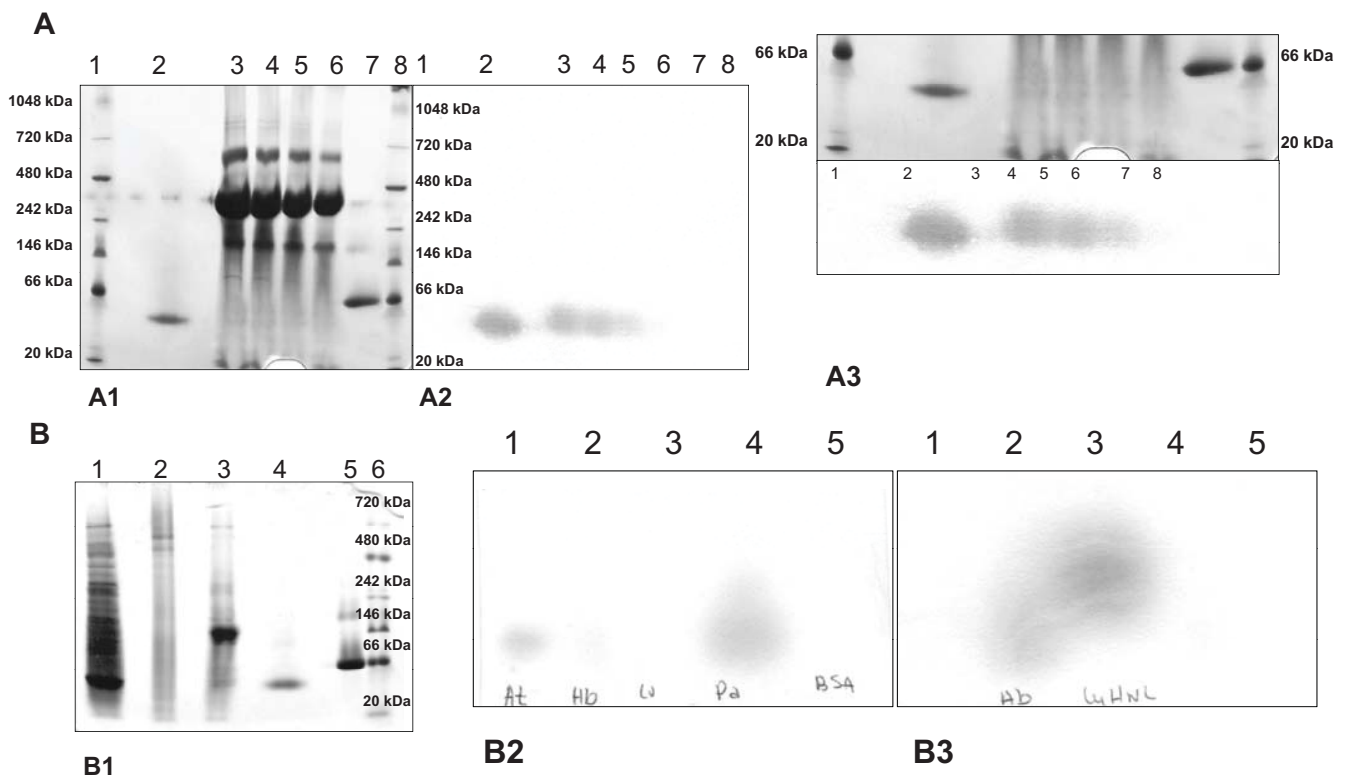 A
1 2 3 4 5 6 7 8 1 2 3 4 5 6 7 8
1048 kDa
720 kDa
480 kDa
242 kDa
146 kDa
66 kDa
20 kDa
1048 kDa
720 kDa
480 kDa
242 kDa
146 kDa
66 kDa
20 kDa
A1
A2
66 kDa
20 kDa
66 kDa
20 kDa
1 2 3 4 5 6 7 8
A3
B
1 2 3 4 5 6
720 kDa
480 kDa
242 kDa
146 kDa
66 kDa
20 kDa
B1
1 2 3 4 5
At Hb Lu Pa BSA
B2
1 2 3 4 5
Ab LuHNL
B3